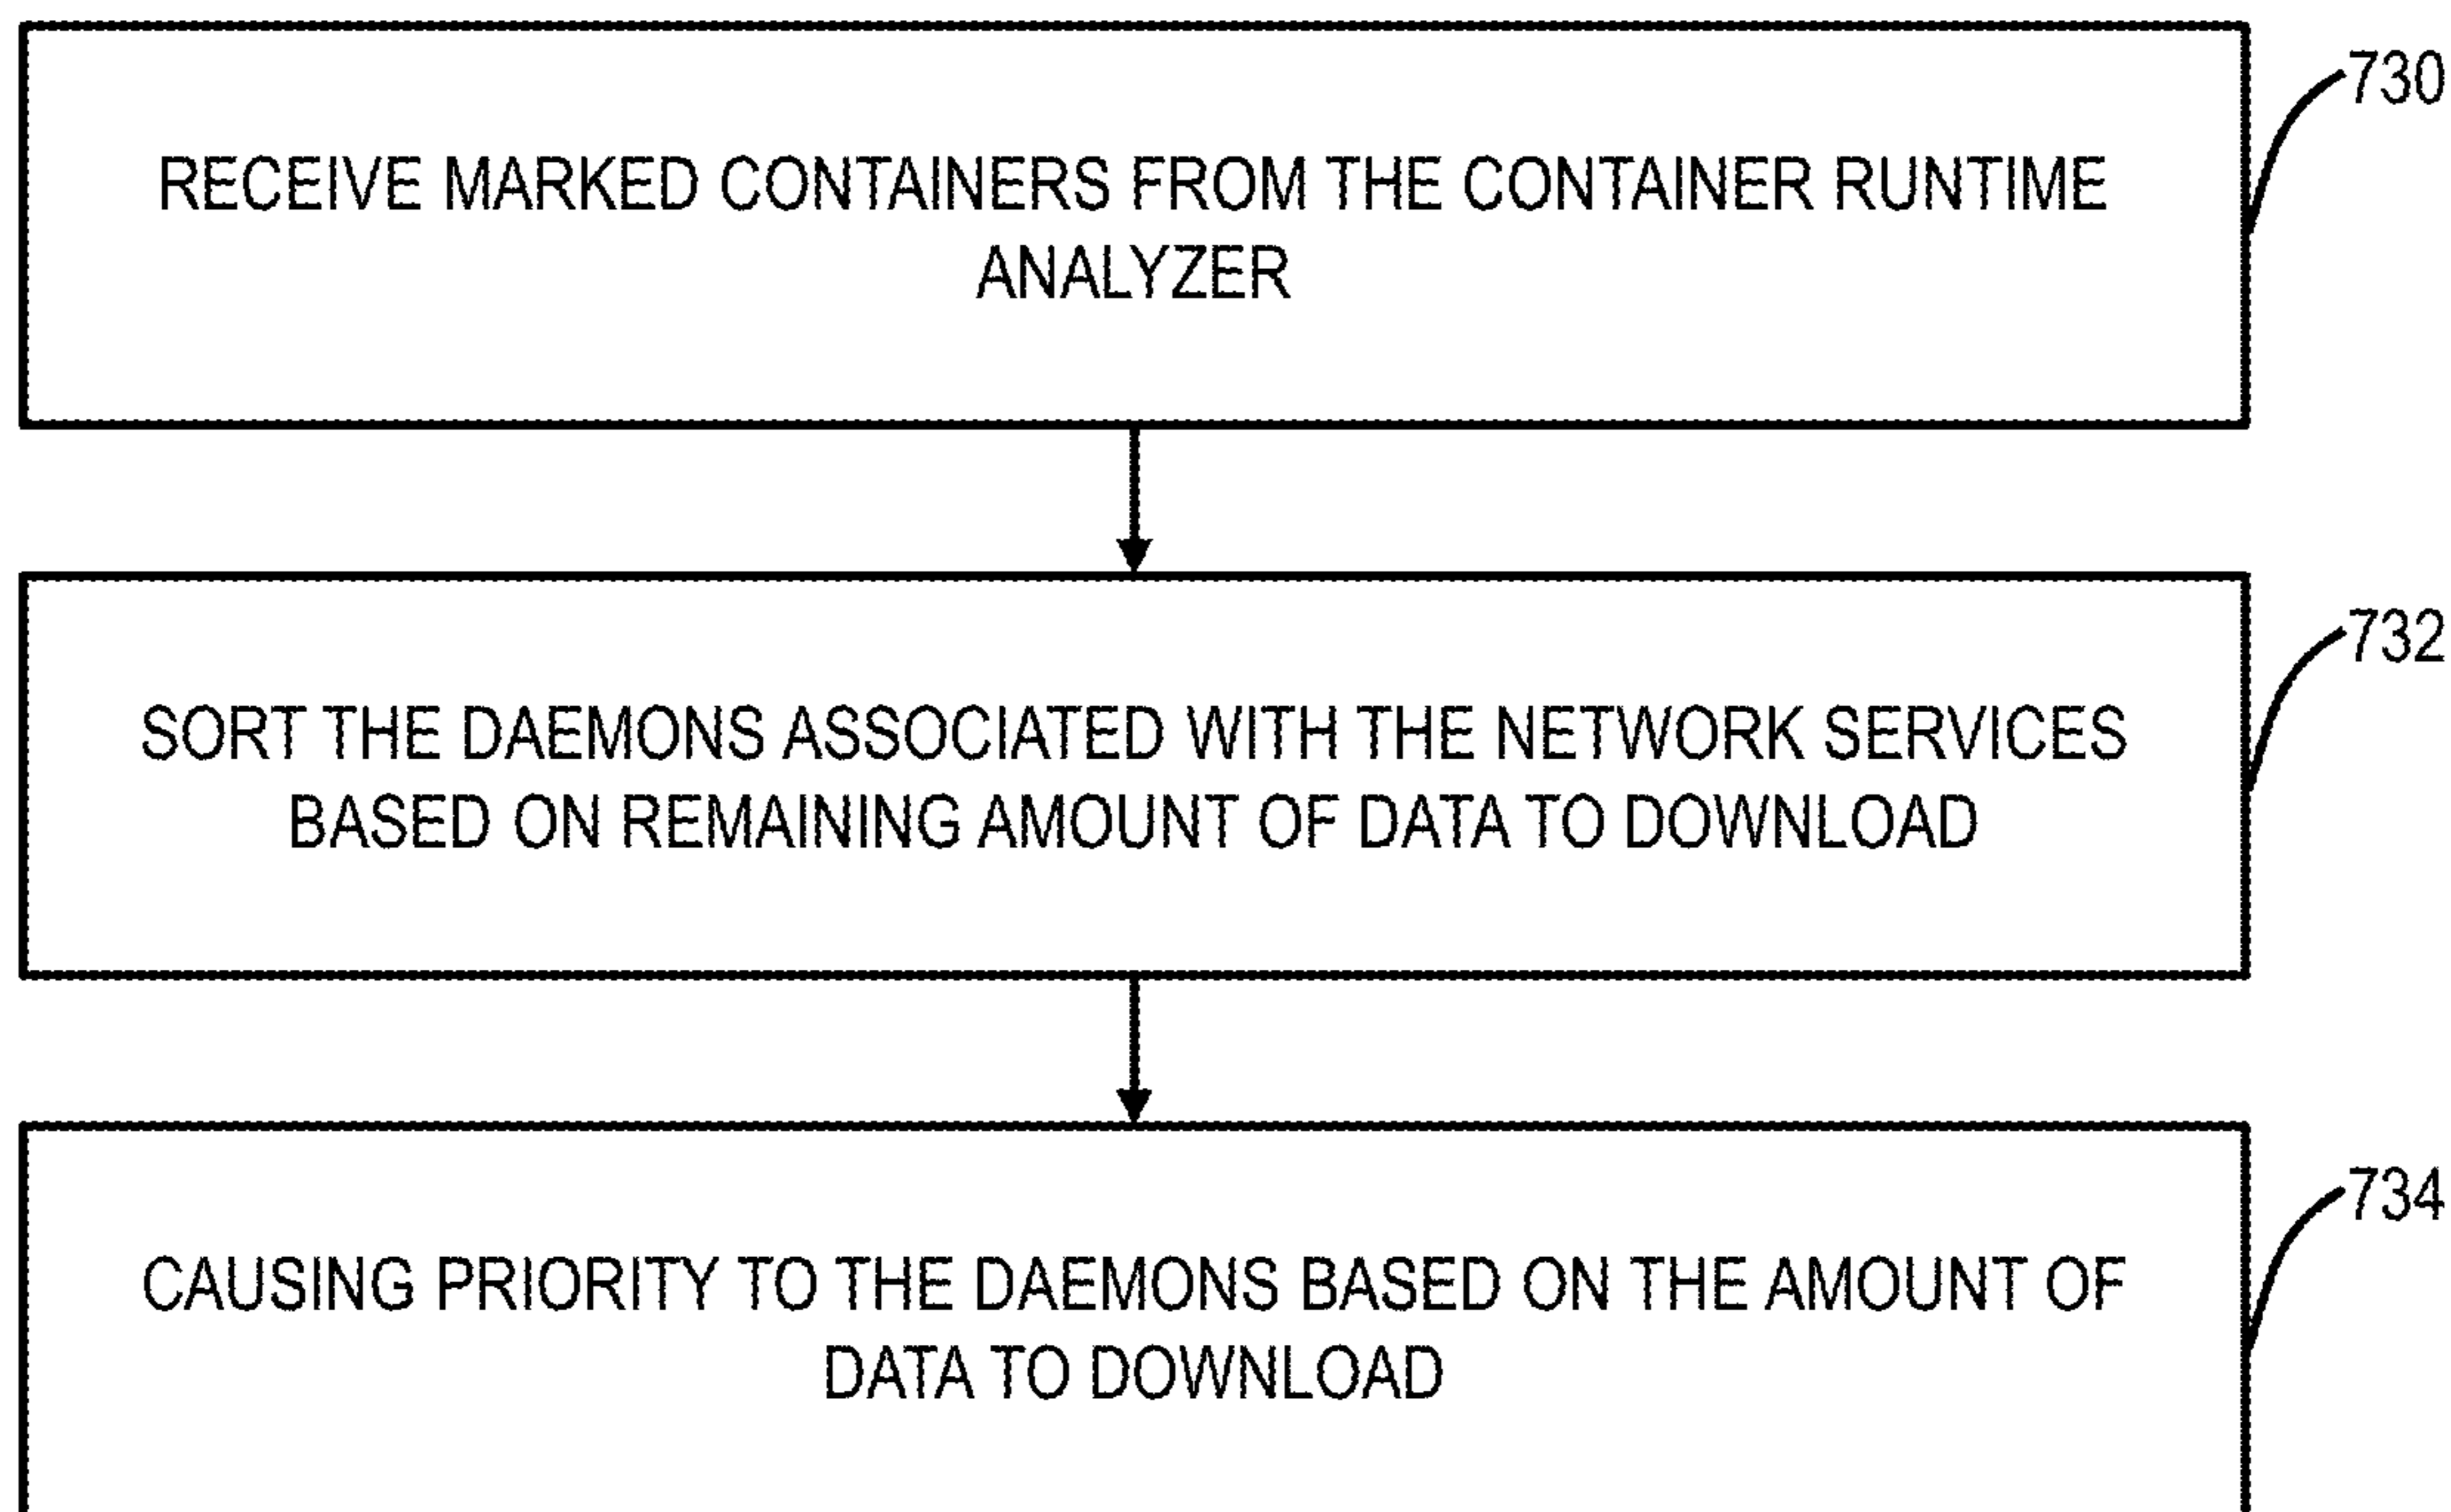 730
RECEIVE MARKED CONTAINERS FROM THE CONTAINER RUNTIME
ANALYZER
732
SORT THE DAEMONS ASSOCIATED WITH THE NETWORK SERVICES
BASED ON REMAINING AMOUNT OF DATA TO DOWNLOAD
734
CAUSING PRIORITY TO THE DAEMONS BASED ON THE AMOUNT OF
DATA TO DOWNLOAD